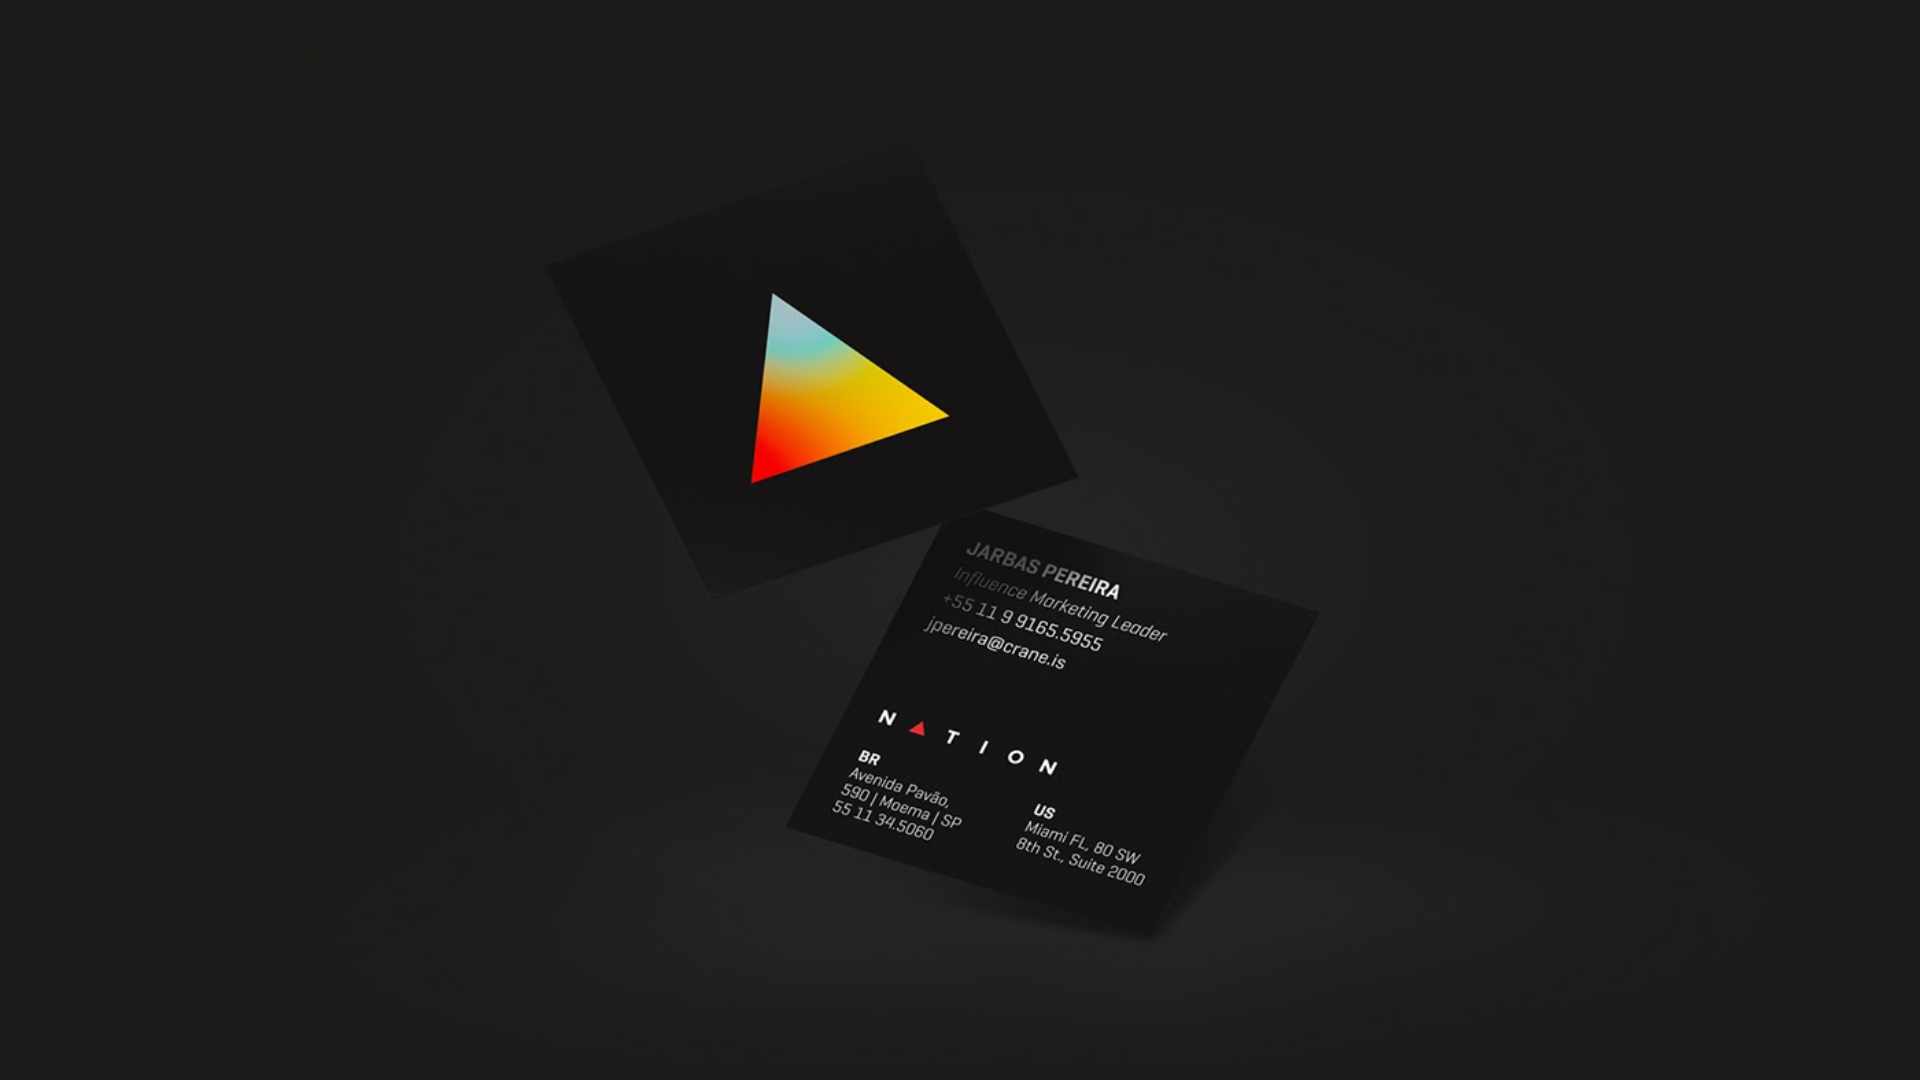 JARBAS PEREIRA
Influence Marketing Leader
+55 11 9 9165.5955
jpereira@crane.is
N▲TION
BR
Avenida Pavão,
590 | Moema | SP
55 11 34.5060
US
Miami FL, 80 SW
8th St., Suite 2000